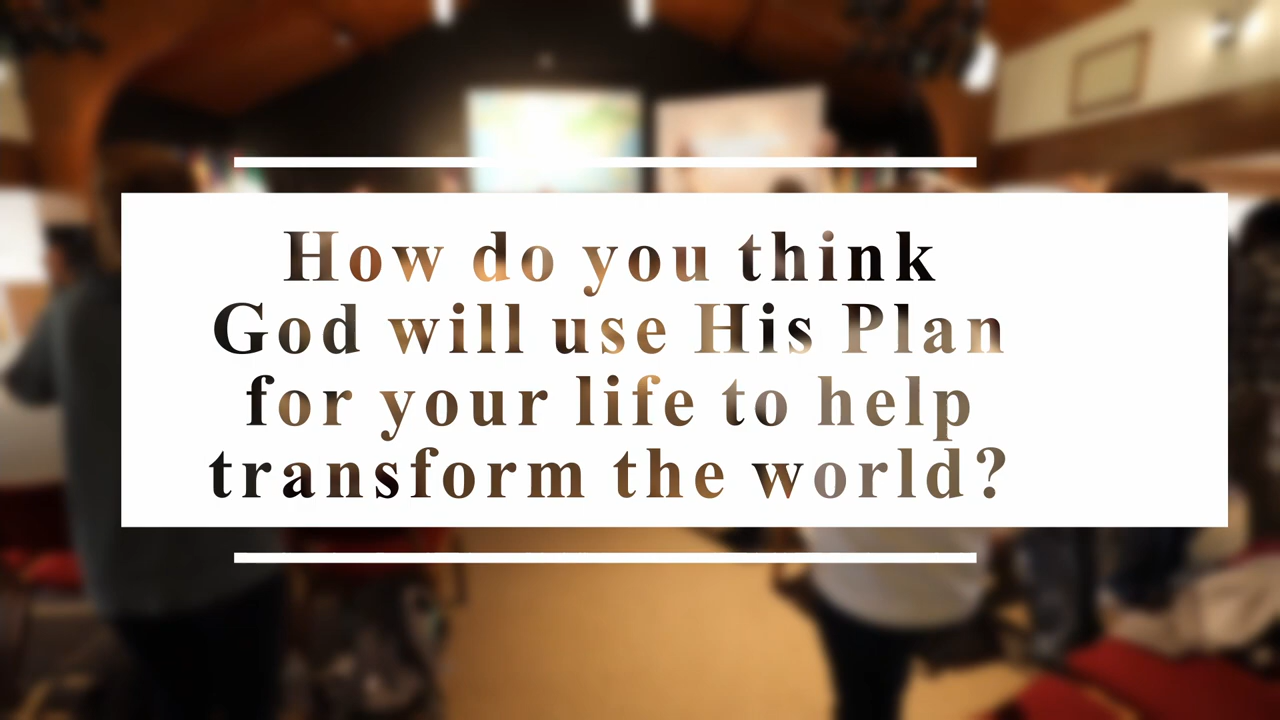 How do you think
God will use His Plan
for your life to help
transform the world?